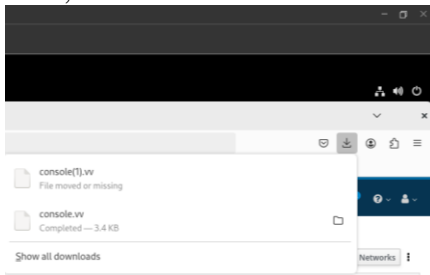 console(1).vv
File moved or missing
console.vv
Completed — 3.4 KB
Show all downloads
Networks